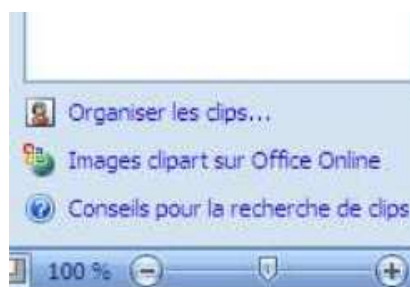 Organiser les clips...
Images clipart sur Office Online
Conseils pour la recherche de clips
100 %